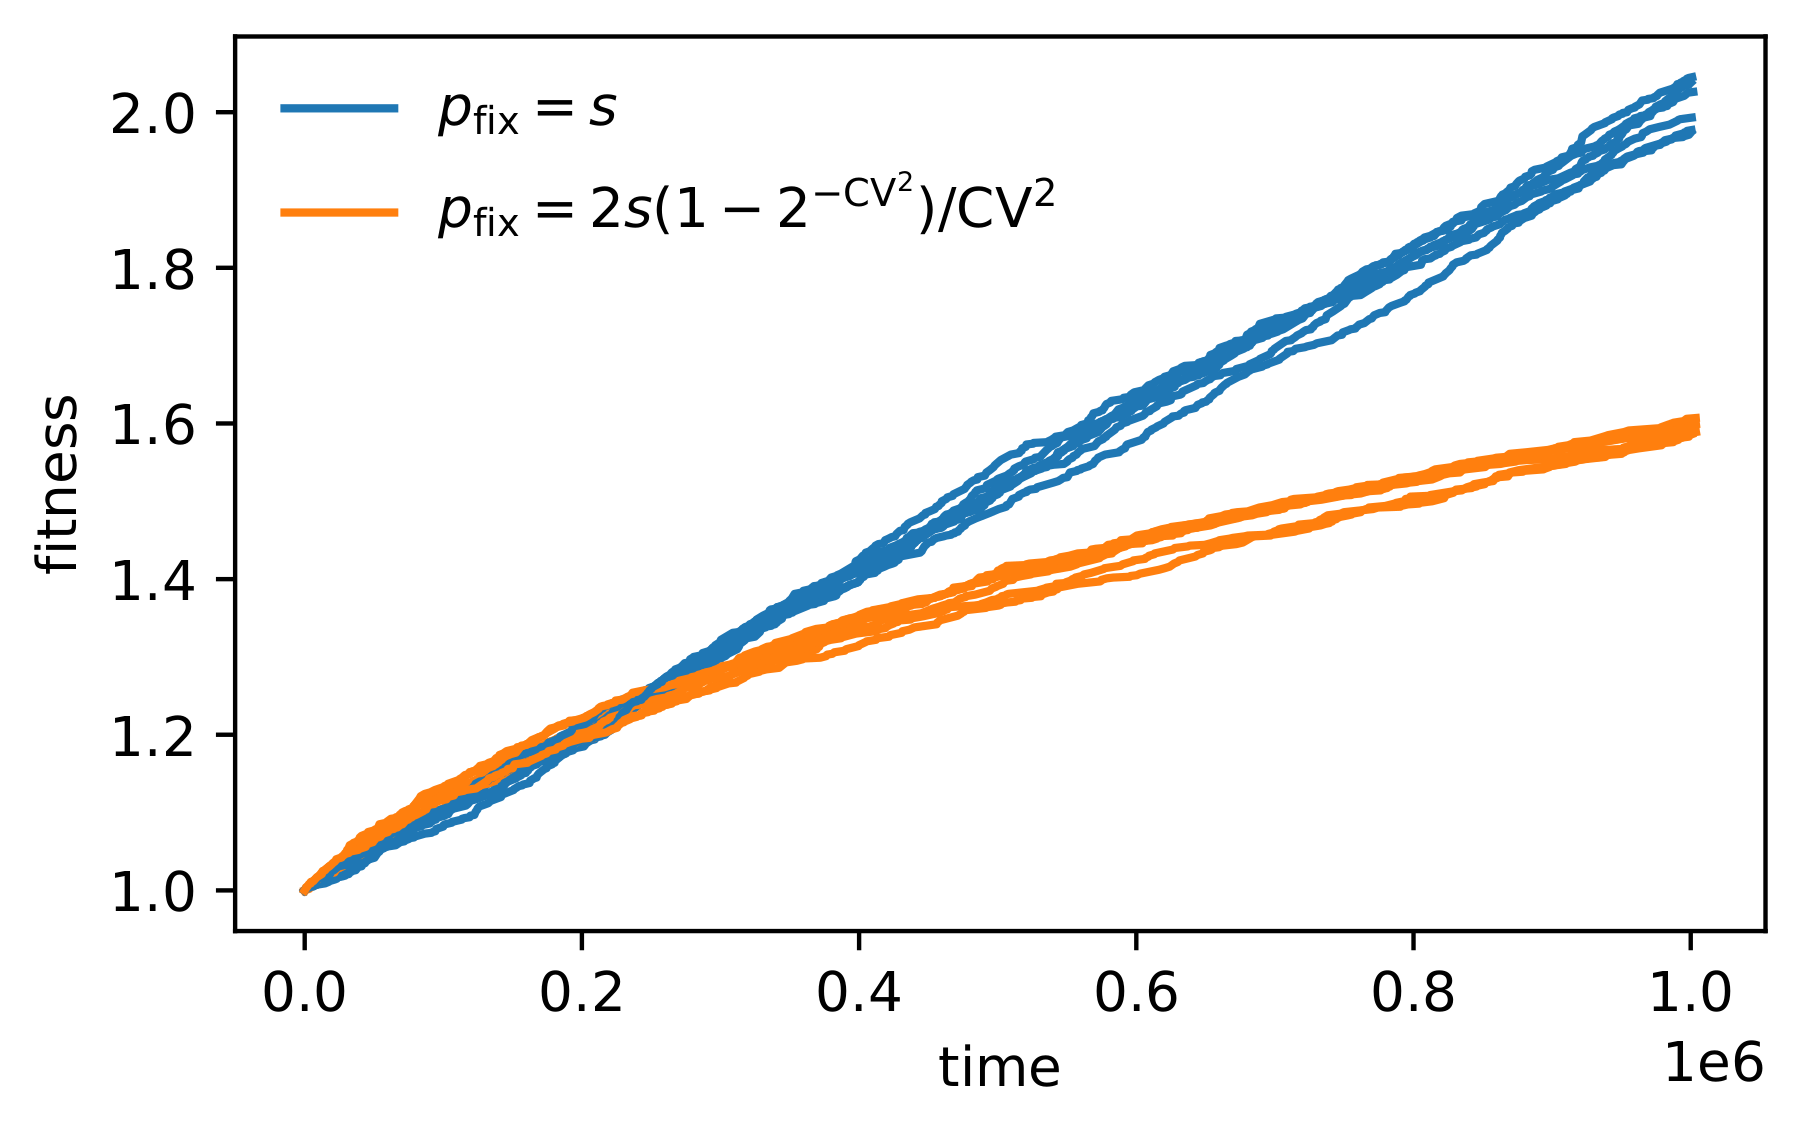 p_fix = s
p_fix = 2s(1 − 2^{−CV²})/CV²
2.0
1.8
1.6
1.4
1.2
1.0
fitness
0.0 0.2 0.4 0.6 0.8 1.0
time
1e6